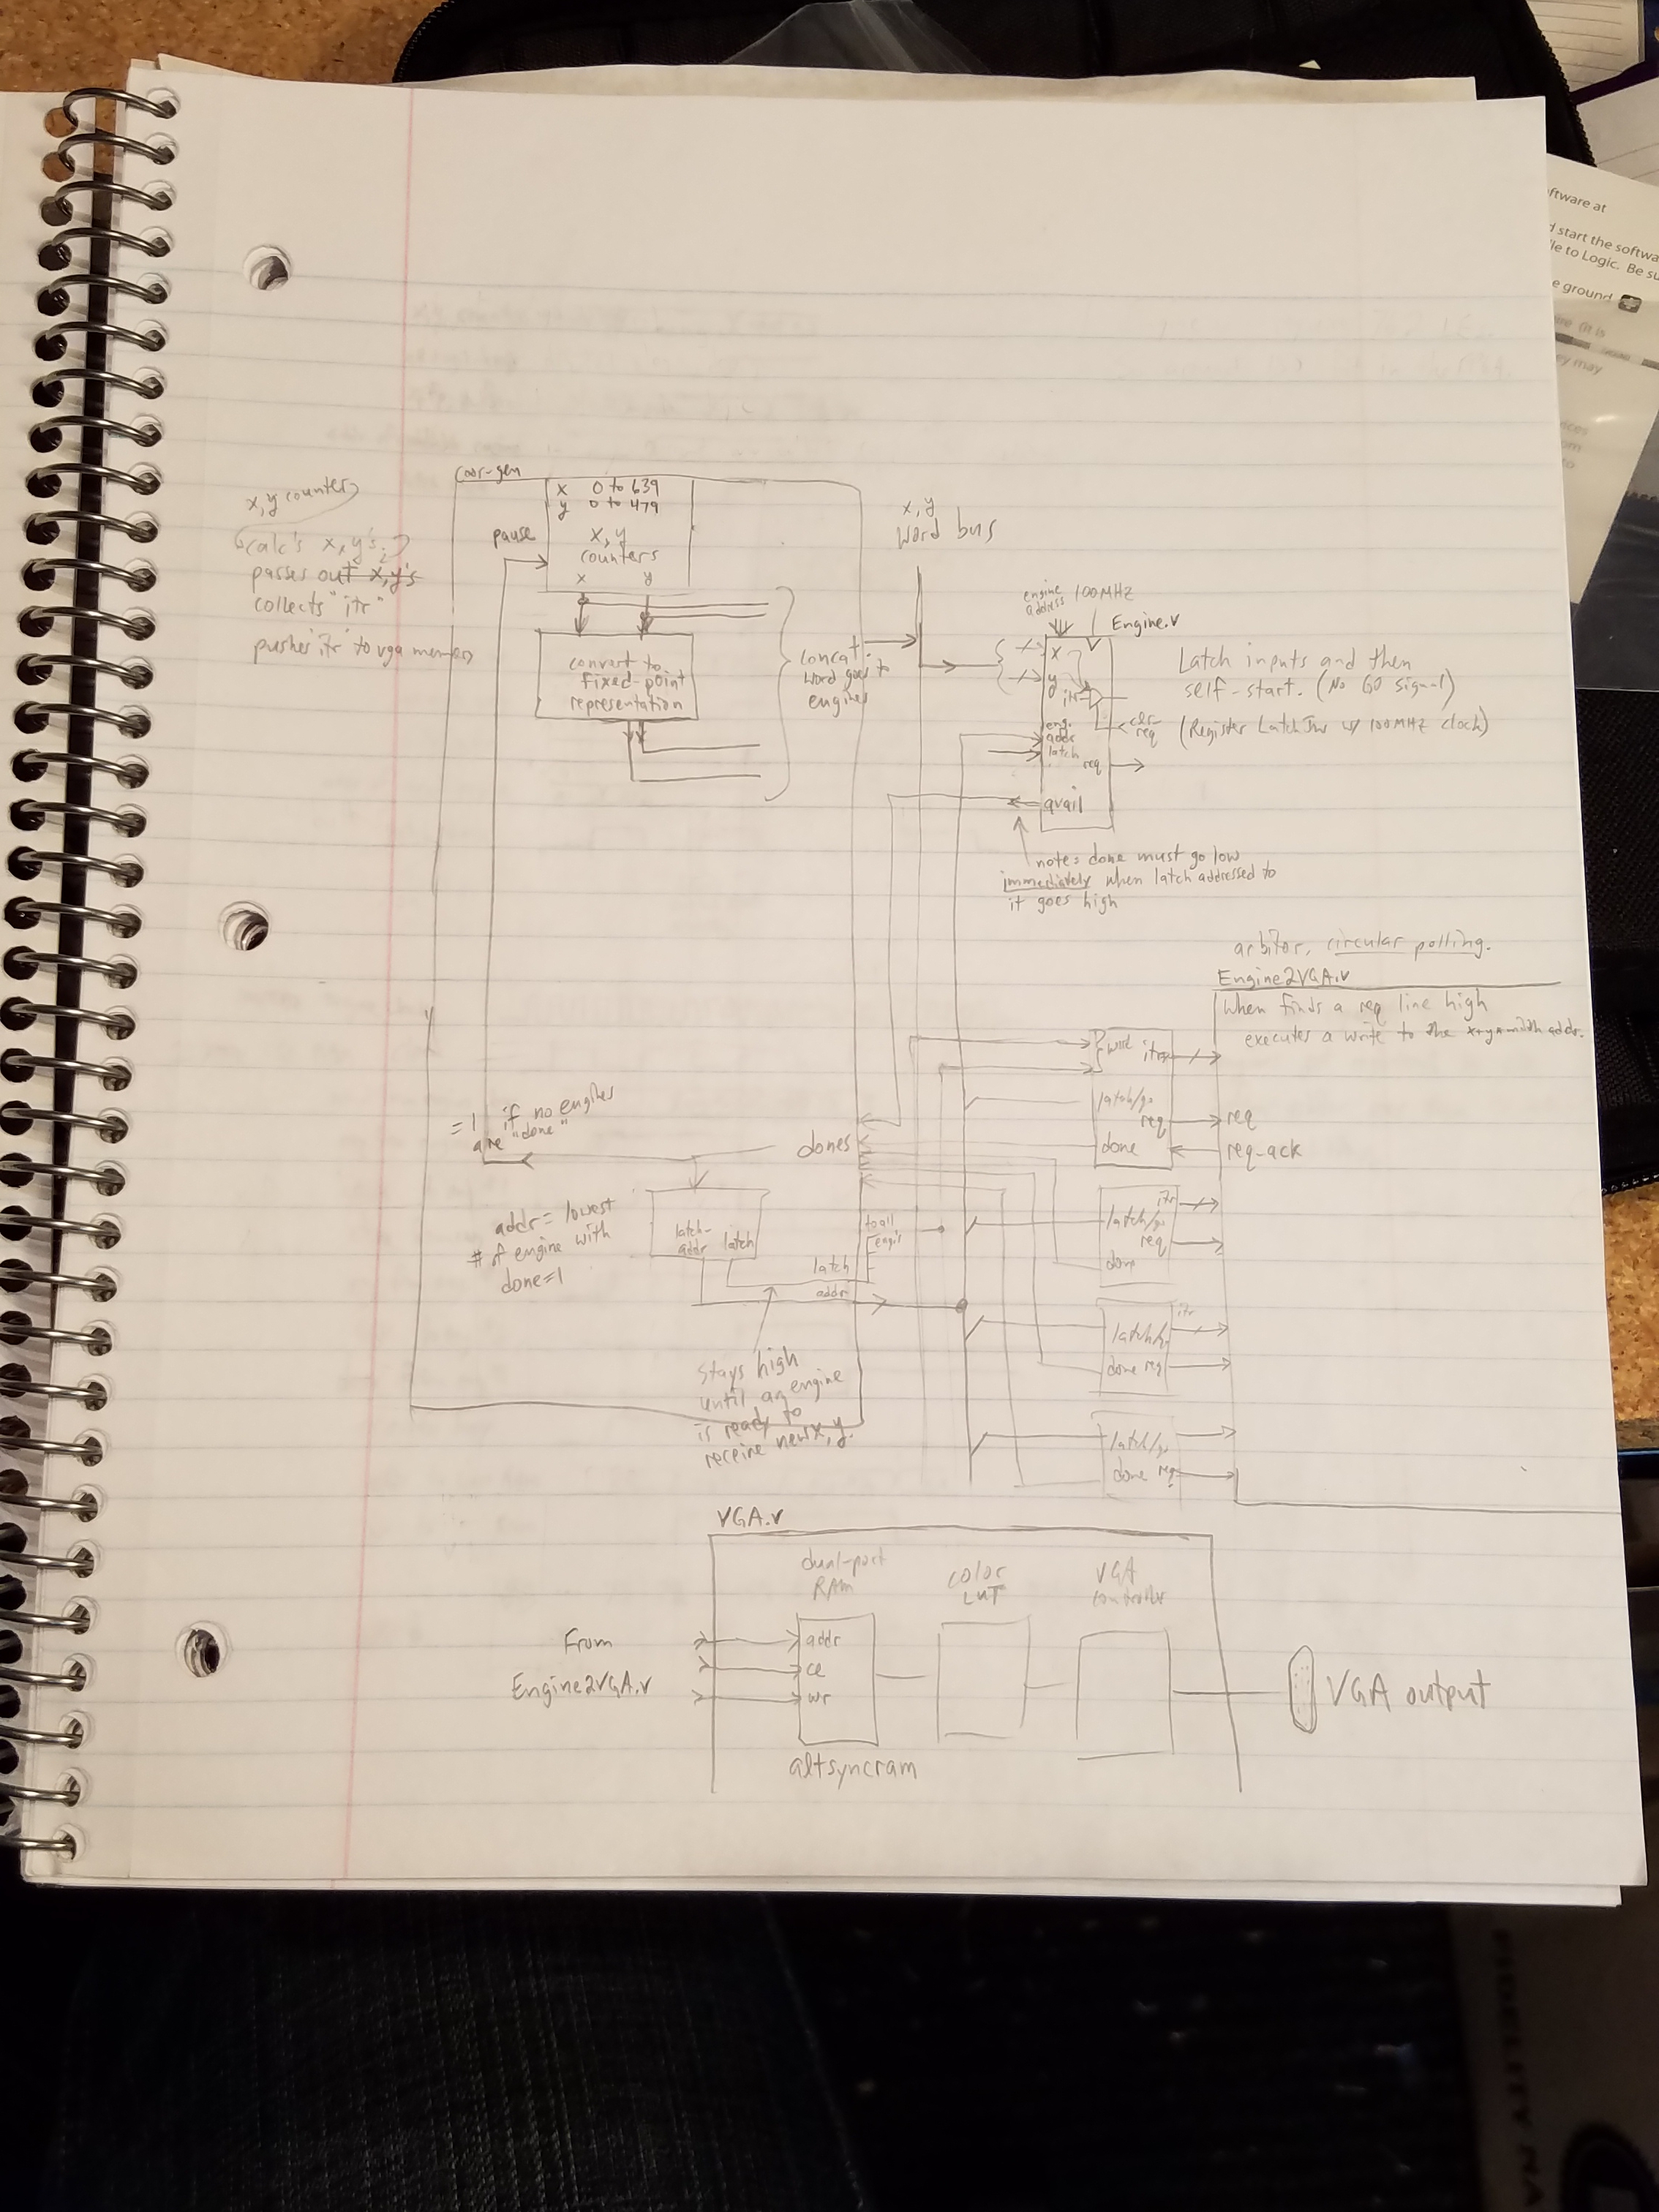 ftware at
d start the softwa
le to Logic. Be su
e ground
ey may
x,y counter
calc's x,y's;
passes out x,y's
collects "itr"
pushes itr to vga memory
coor-gen
x 0 to 639
y 0 to 479
x, y
counters
x y
pause
convert to
fixed-point
representation
concat.
word goes to
engines
x, y
word bus
engine
address
100MHZ
Engine.v
x
y
itr
eng.
addr
latch
req
avail
clr-
req
Latch inputs and then
self-start. (No GO signal)
(Register Latch w/ 100MHZ clock)
note: done must go low
immediately when latch addressed to
it goes high
arbitor, circular polling.
Engine2VGA.v
When finds a req line high
executes a write to the x+y*width addr.
word itr
latch/go
req
done
req
req-ack
itr
latch/go
req
done
itr
latch/go
done req
latch/go
done req
=1 if no engines
are "done"
dones
addr = lowest
# of engine with
done=1
latch-
addr
latch
to all
engines
latch
addr
stays high
until an engine
is ready to
receive new x, y.
VGA.v
dual-port
RAM
color
LUT
VGA
controller
From
Engine2VGA.v
addr
ce
wr
altsyncram
VGA output
FIDELITY NA